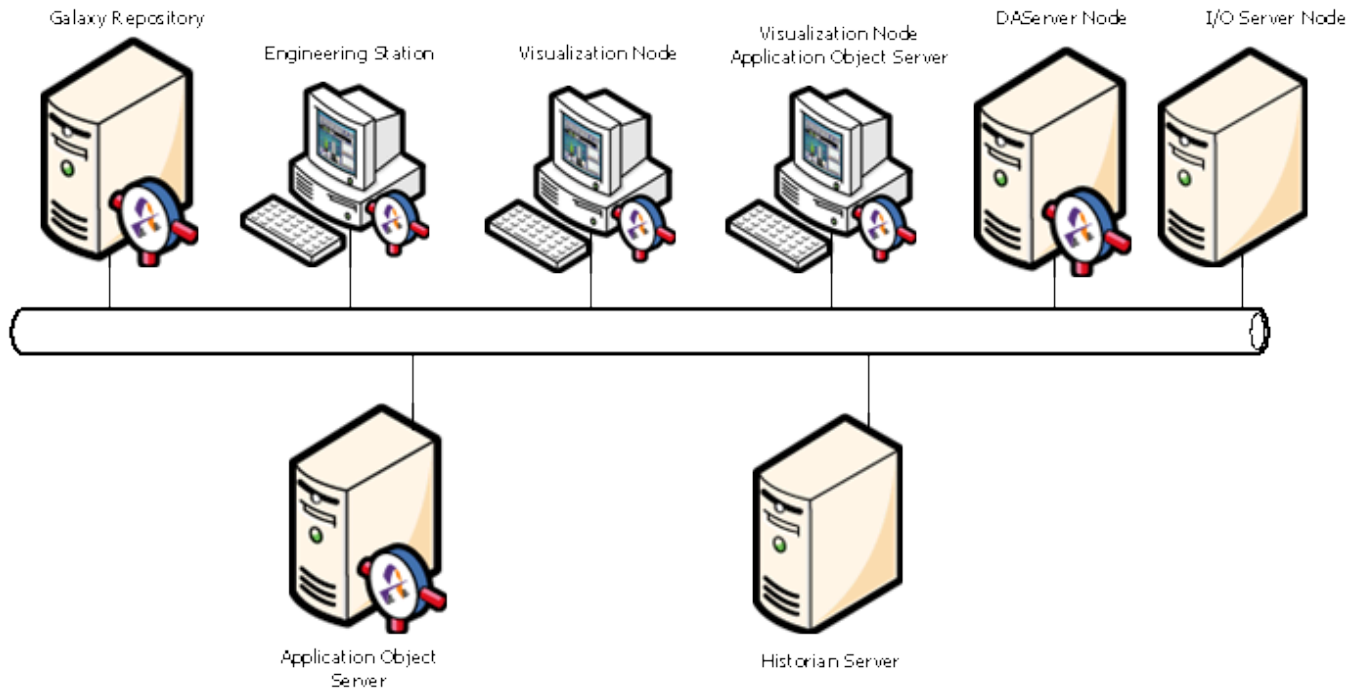 Galaxy Repository
Engineering Station
Visualization Node
Visualization Node
Application Object Server
DAServer Node
I/O Server Node
Application Object
Server
Historian Server